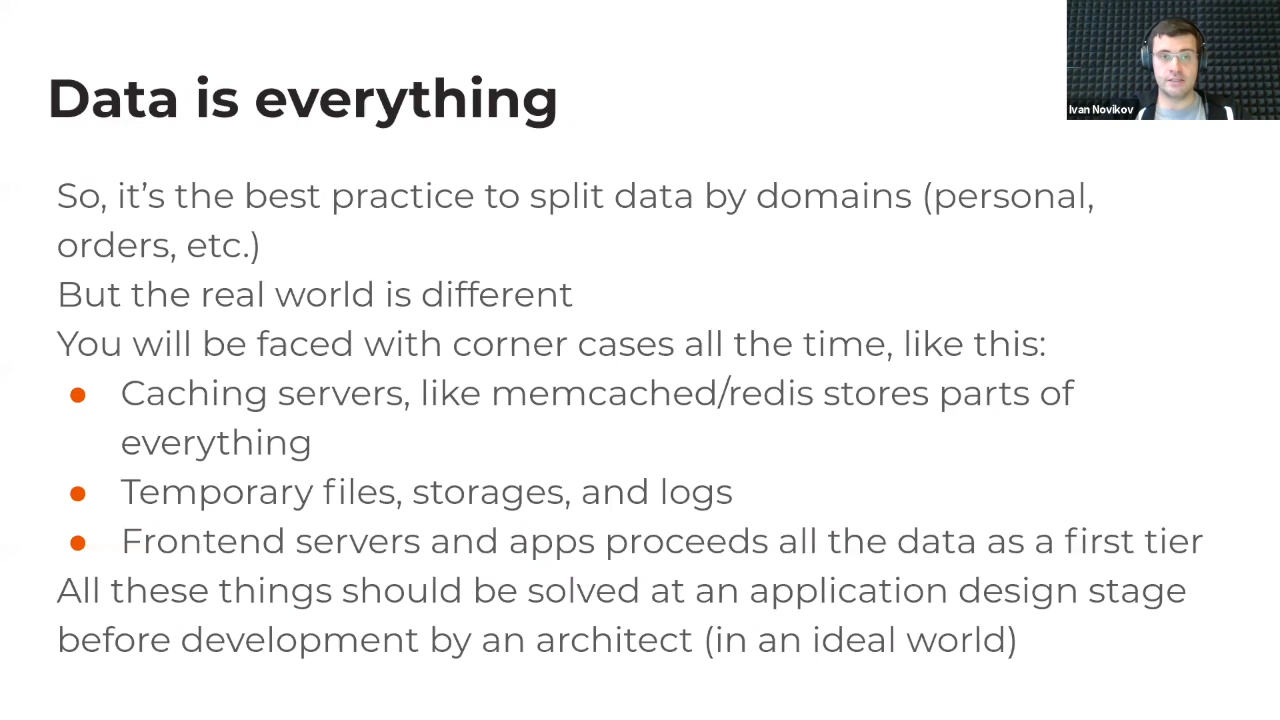 Data is everything
Ivan Novikov
So, it’s the best practice to split data by domains (personal,
orders, etc.)
But the real world is different
You will be faced with corner cases all the time, like this:
● Caching servers, like memcached/redis stores parts of
everything
● Temporary files, storages, and logs
● Frontend servers and apps proceeds all the data as a first tier
All these things should be solved at an application design stage
before development by an architect (in an ideal world)